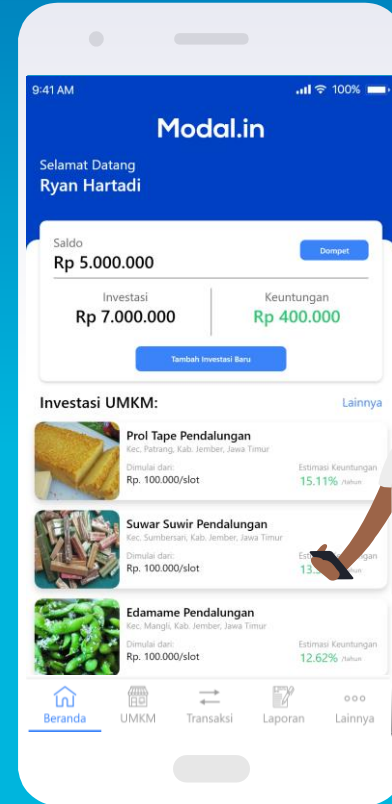 9:41 AM 100%
Modal.in
Selamat Datang
Ryan Hartadi
Saldo
Rp 5.000.000
Dompet
Investasi Keuntungan
Rp 7.000.000 Rp 400.000
Tambah Investasi Baru
Investasi UMKM: Lainnya
Prol Tape Pendalungan
Kec. Patrang, Kab. Jember, Jawa Timur
Dimulai dari: Estimasi Keuntungan
Rp. 100.000/slot 15.11% /tahun
Suwar Suwir Pendalungan
Kec. Sumbersari, Kab. Jember, Jawa Timur
Dimulai dari:
Rp. 100.000/slot
Edamame Pendalungan
Kec. Mangli, Kab. Jember, Jawa Timur
Dimulai dari: Estimasi Keuntungan
Rp. 100.000/slot 12.62% /tahun
Beranda UMKM Transaksi Laporan Lainnya